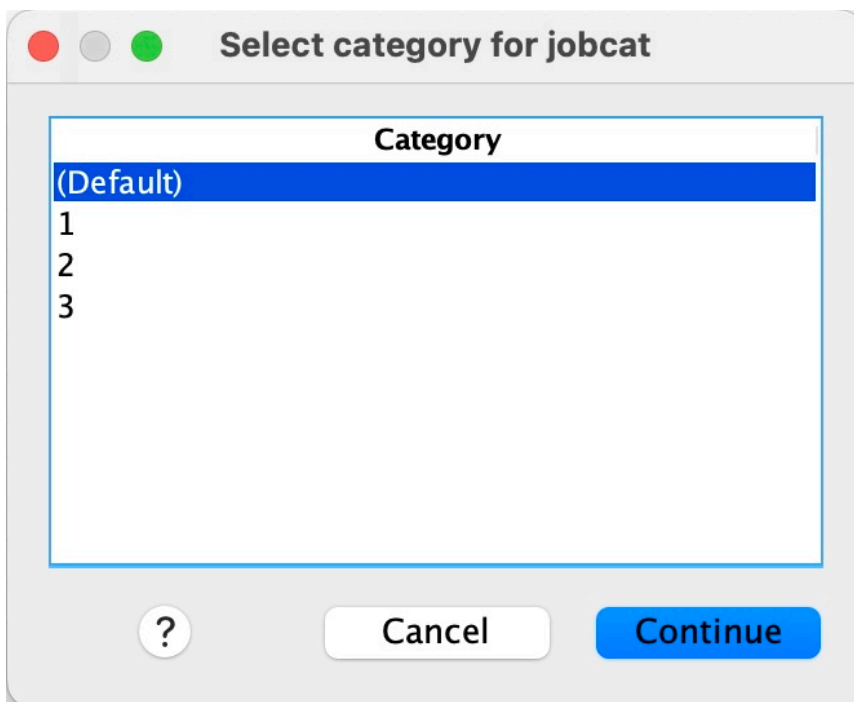 Select category for jobcat
Category
(Default)
1
2
3
?
Cancel
Continue